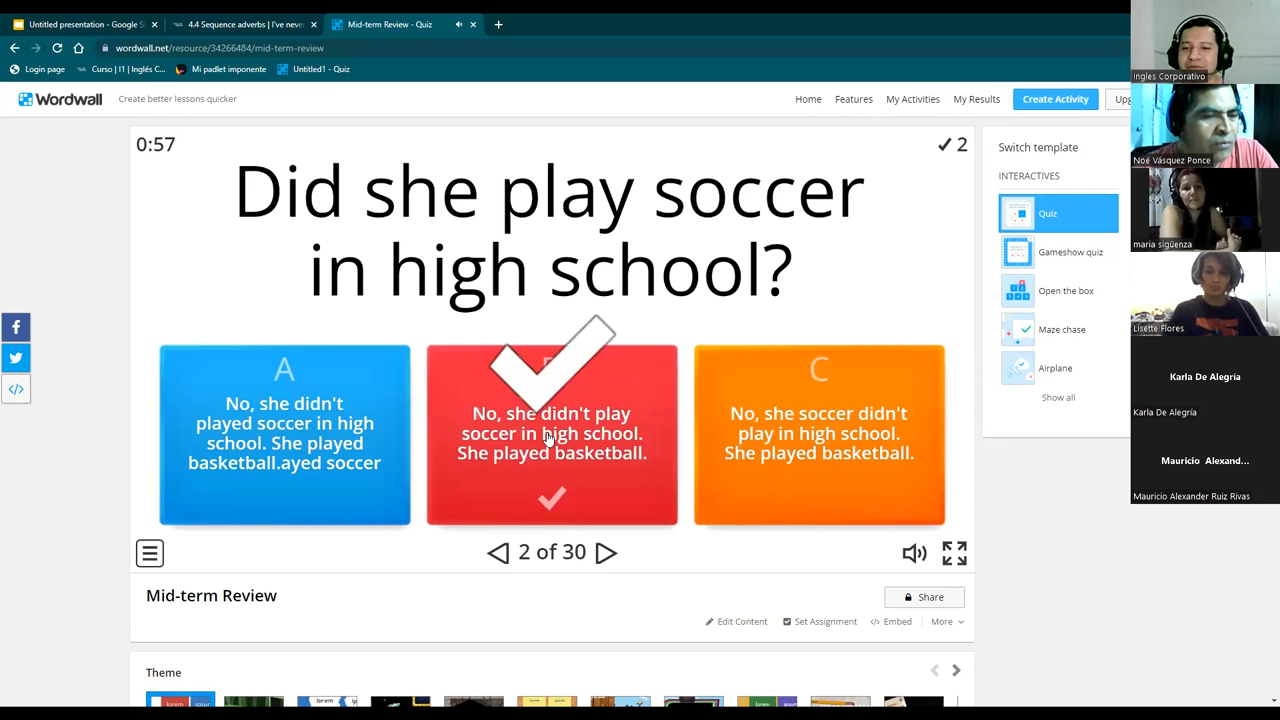 Untitled presentation - Google S
4.4 Sequence adverbs | I've neve
Mid-term Review - Quiz
wordwall.net/resource/34266484/mid-term-review
Login page
Curso | I1 | Inglés C...
Mi padlet imponente
Untitled1 - Quiz
Wordwall
Create better lessons quicker
Home
Features
My Activities
My Results
Create Activity
Upg
0:57
2
Did she play soccer
in high school?
A
No, she didn't
played soccer in high
school. She played
basketball.ayed soccer
No, she didn't play
soccer in high school.
She played basketball.
C
No, she soccer didn't
play in high school.
She played basketball.
2 of 30
Mid-term Review
Share
Edit Content
Set Assignment
Embed
More
Theme
lorem
Switch template
INTERACTIVES
Quiz
Gameshow quiz
Open the box
Maze chase
Airplane
Show all
Ingles Corporativo
Noé Vásquez Ponce
maria sigüenza
Lisette Flores
Karla De Alegria
Karla De Alegría
Mauricio Alexand...
Mauricio Alexander Ruiz Rivas